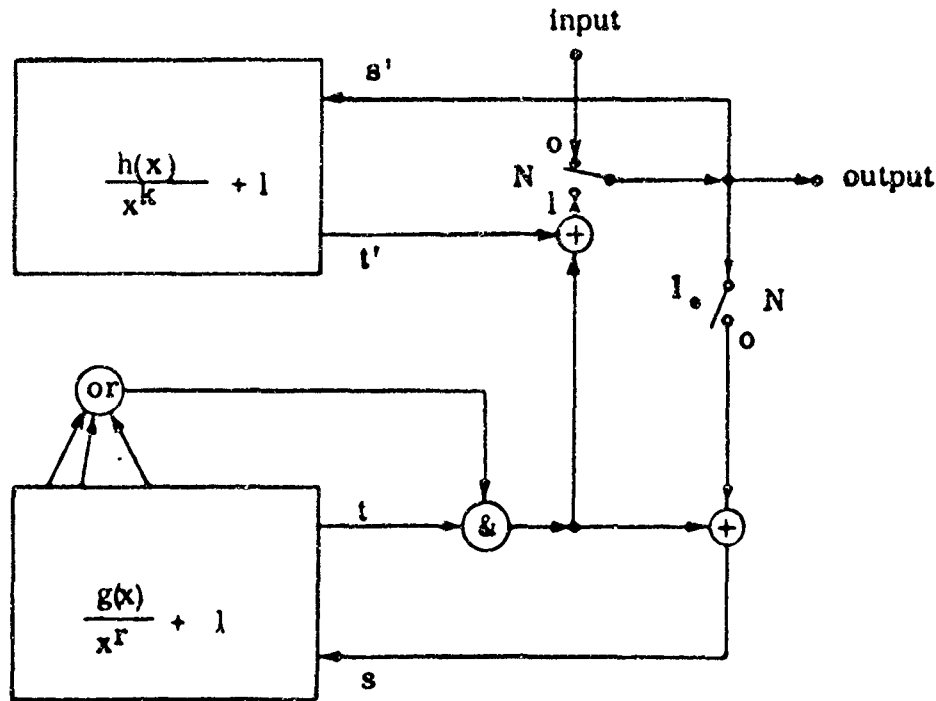 input
s'
h(x)
x^k
+ 1
o
N
output
1
t'
+
1
N
o
or
t
&
+
g(x)
x^r
+ 1
s